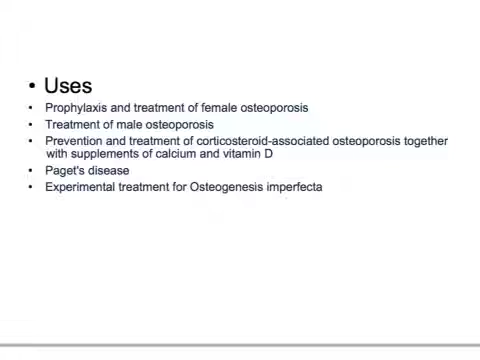 • Uses
• Prophylaxis and treatment of female osteoporosis
• Treatment of male osteoporosis
• Prevention and treatment of corticosteroid-associated osteoporosis together
with supplements of calcium and vitamin D
• Paget's disease
• Experimental treatment for Osteogenesis imperfecta